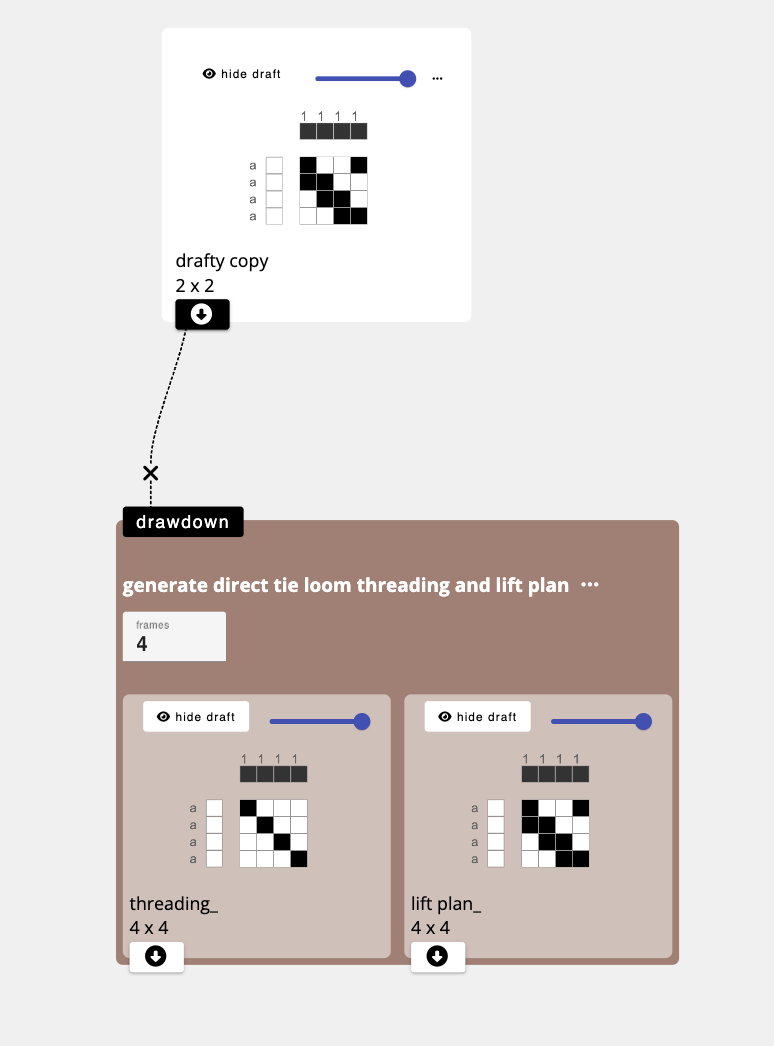 hide draft ...
1 1 1 1
a
a
a
a
drafty copy
2 x 2
drawdown
generate direct tie loom threading and lift plan ...
frames
4
hide draft
1 1 1 1
a
a
a
a
threading_
4 x 4
hide draft
1 1 1 1
a
a
a
a
lift plan_
4 x 4